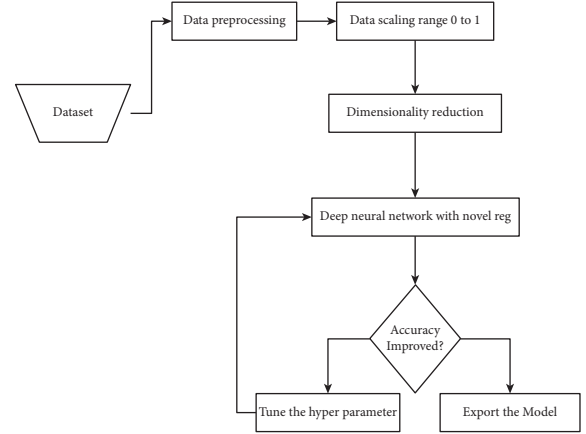 Data preprocessing
Data scaling range 0 to 1
Dataset
Dimensionality reduction
Deep neural network with novel reg
Accuracy
Improved?
Tune the hyper parameter
Export the Model